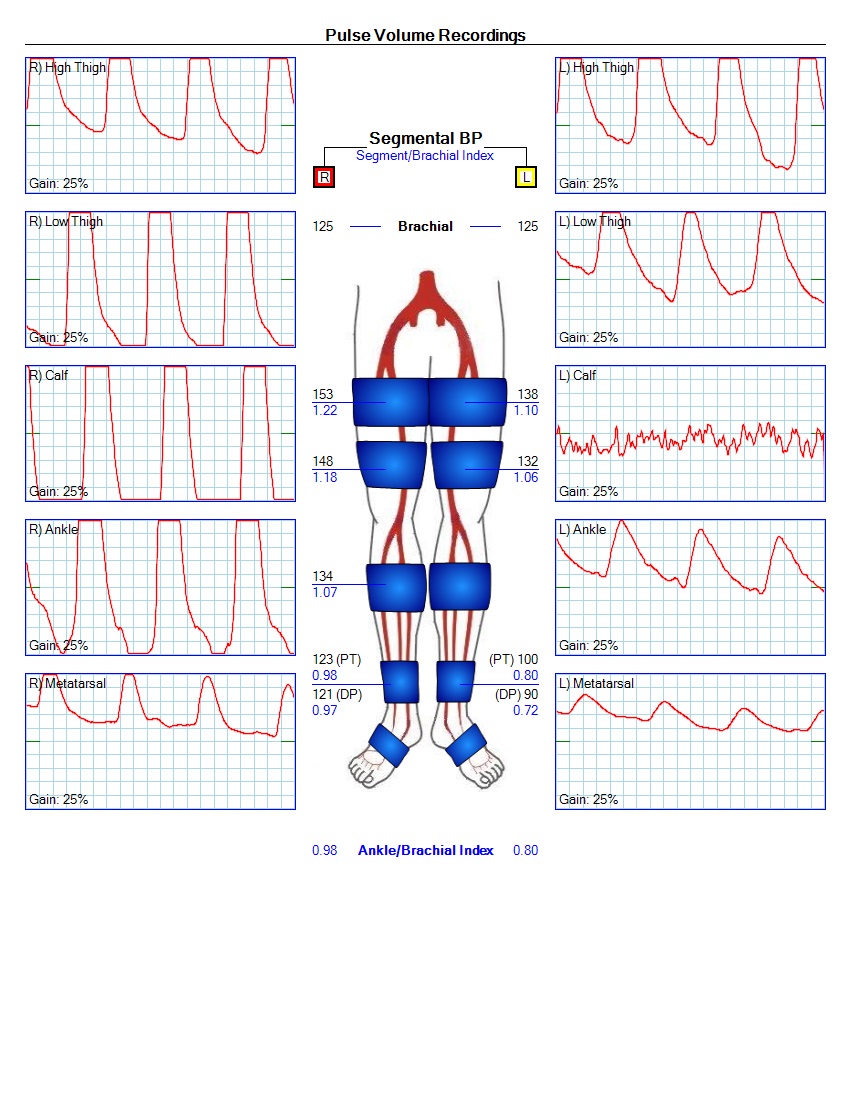 Pulse Volume Recordings
R) High Thigh
Gain: 25%
R) Low Thigh
Gain: 25%
R) Calf
Gain: 25%
R) Ankle
Gain: 25%
R) Metatarsal
Gain: 25%
Segmental BP
Segment/Brachial Index
R
L
125 Brachial 125
153 138
1.22 1.10
148 132
1.18 1.06
134
1.07
123 (PT) (PT) 100
0.98 0.80
121 (DP) (DP) 90
0.97 0.72
0.98 Ankle/Brachial Index 0.80
L) High Thigh
Gain: 25%
L) Low Thigh
Gain: 25%
L) Calf
Gain: 25%
L) Ankle
Gain: 25%
L) Metatarsal
Gain: 25%